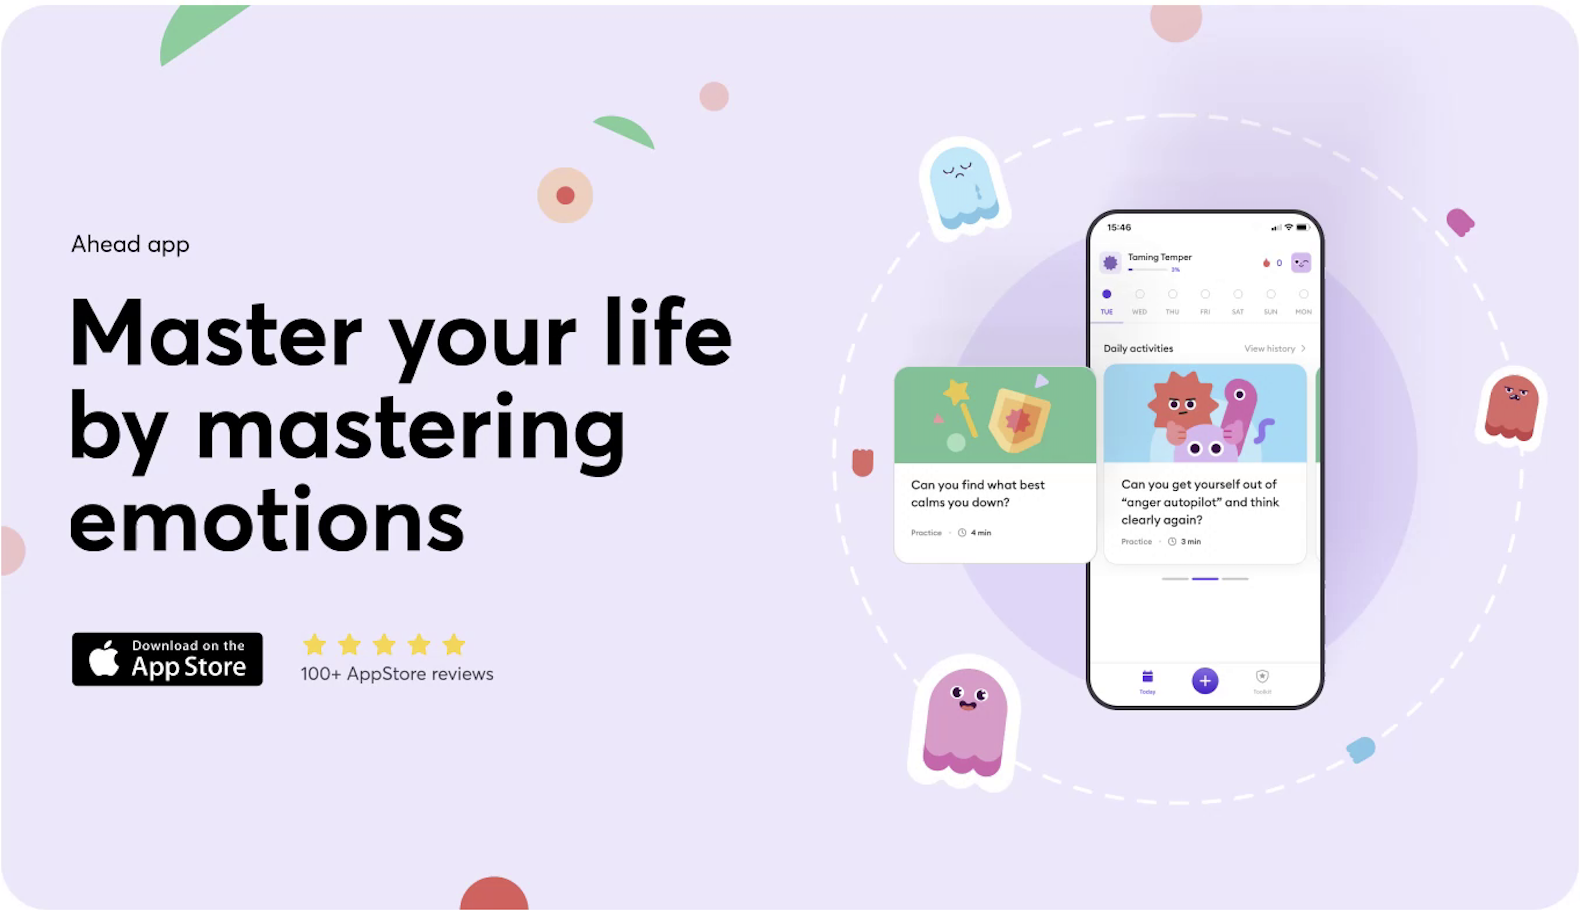 Ahead app
Master your life
by mastering
emotions
Download on the
App Store
100+ AppStore reviews
15:46
Taming Temper
3%
0
TUE WED THU FRI SAT SUN MON
Daily activities View history
Can you find what best
calms you down?
Practice · 4 min
Can you get yourself out of
“anger autopilot” and think
clearly again?
Practice · 3 min
Today
Toolkit